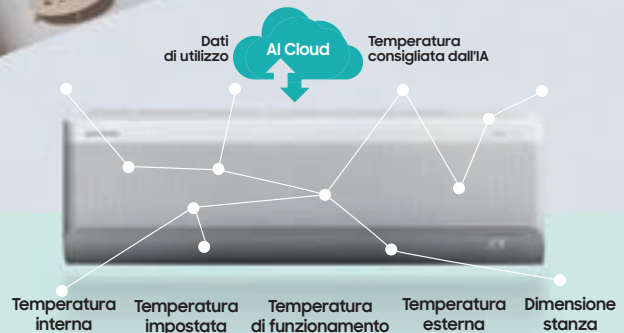 Dati
di utilizzo
AI Cloud
Temperatura
consigliata dall'IA
Temperatura
interna
Temperatura
impostata
Temperatura
di funzionamento
Temperatura
esterna
Dimensione
stanza